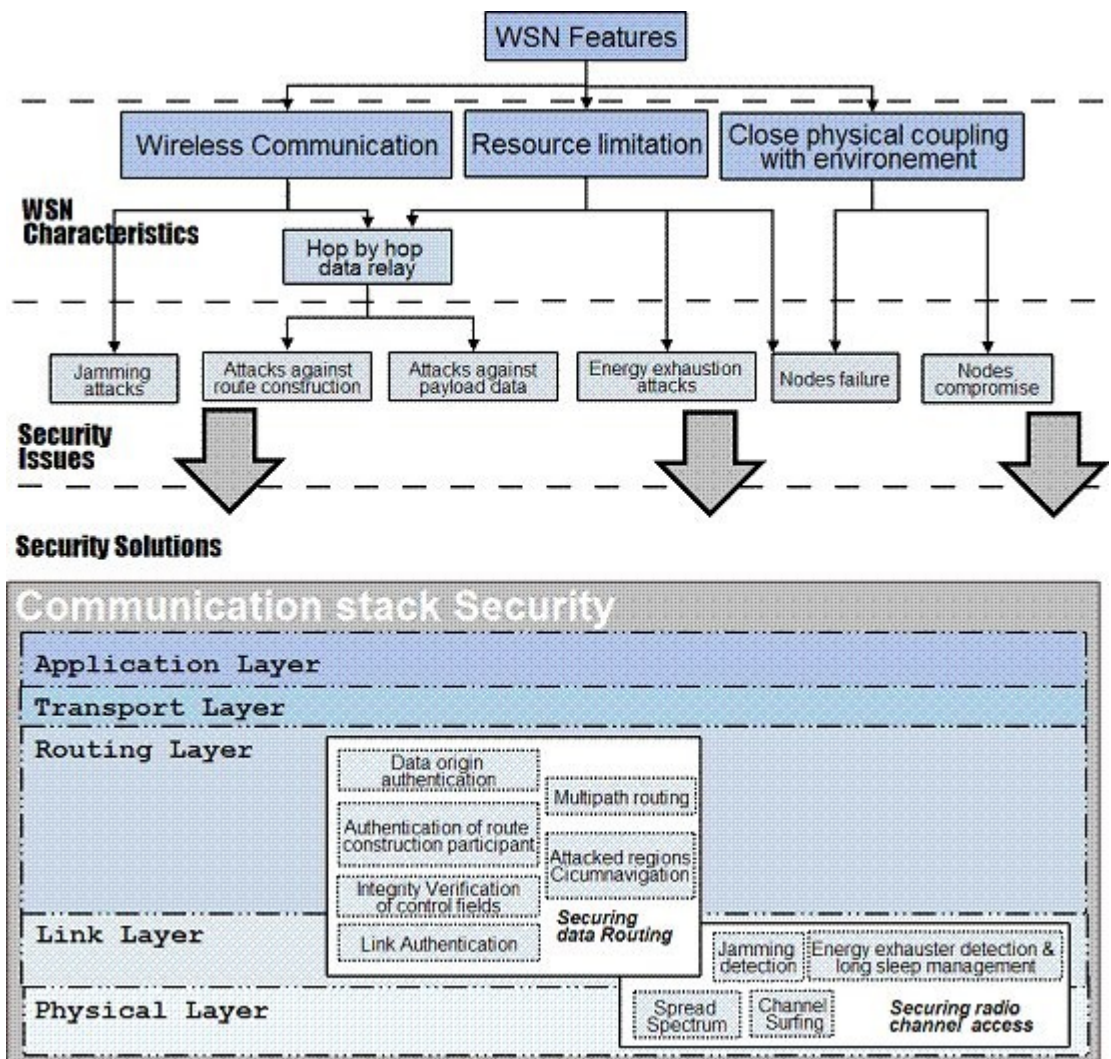 WSN Features
Wireless Communication
Resource limitation
Close physical coupling
with environement
WSN
Characteristics
Hop by hop
data relay
Jamming
attacks
Attacks against
route construction
Attacks against
payload data
Energy exhaustion
attacks
Nodes failure
Nodes
compromise
Security
Issues
Security Solutions
Communication stack Security
Application Layer
Transport Layer
Routing Layer
Data origin
authentication
Multipath routing
Authentication of route
construction participant
Attacked regions
Cicumnavigation
Integrity Verification
of control fields
Securing
data Routing
Link Authentication
Link Layer
Jamming
detection
Energy exhauster detection &
long sleep management
Physical Layer
Spread
Spectrum
Channel
Surfing
Securing radio
channel access